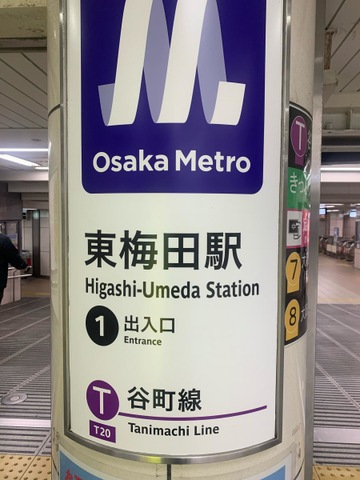 Osaka Metro
東梅田駅
Higashi-Umeda Station
1 出入口
Entrance
T 谷町線
T20 Tanimachi Line
T
き
7
8